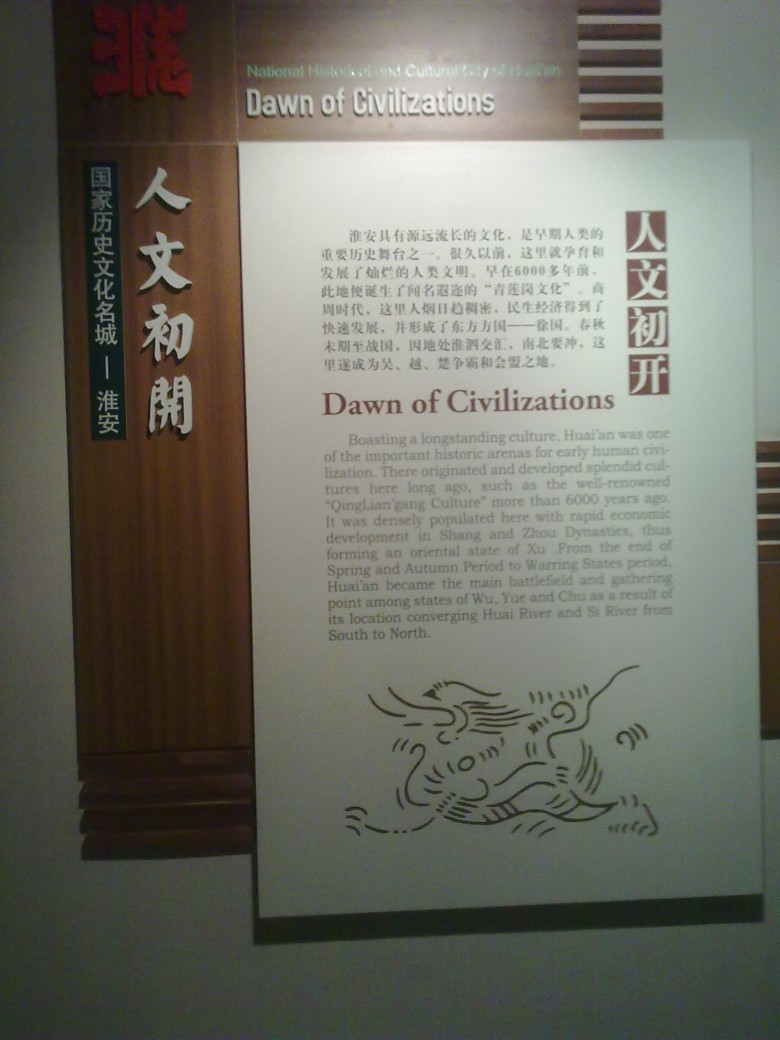 National Historical and Cultural City of Huai'an
Dawn of Civilizations
人文初開
国家历史文化名城 — 淮安
人文初开
淮安具有源远流长的文化，是早期人类的
重要历史舞台之一。很久以前，这里就孕育和
发展了灿烂的人类文明。早在6000多年前，
此地便诞生了闻名遐迩的“青莲岗文化”。商
周时代，这里人烟日趋稠密，民生经济得到了
快速发展，并形成了东方方国——徐国。春秋
末期至战国，因地处淮泗交汇，南北要冲，这
里遂成为吴、越、楚争霸和会盟之地。
Dawn of Civilizations
Boasting a longstanding culture, Huai'an was one
of the important historic arenas for early human civi-
lization. There originated and developed splendid cul-
tures here long ago, such as the well-renowned
“QingLian'gang Culture” more than 6000 years ago.
It was densely populated here with rapid economic
development in Shang and Zhou Dynasties, thus
forming an oriental state of Xu .From the end of
Spring and Autumn Period to Warring States period,
Huai'an became the main battlefield and gathering
point among states of Wu, Yue and Chu as a result of
its location converging Huai River and Si River from
South to North.